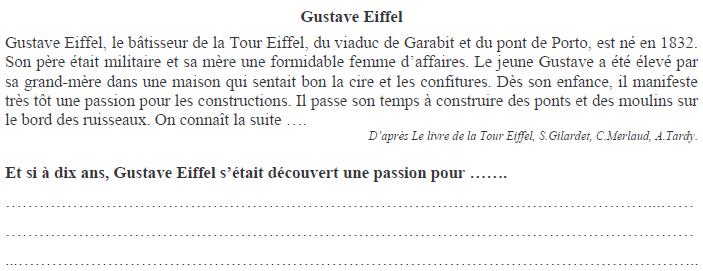 Gustave Eiffel
Gustave Eiffel, le bâtisseur de la Tour Eiffel, du viaduc de Garabit et du pont de Porto, est né en 1832.
Son père était militaire et sa mère une formidable femme d’affaires. Le jeune Gustave a été élevé par
sa grand-mère dans une maison qui sentait bon la cire et les confitures. Dès son enfance, il manifeste
très tôt une passion pour les constructions. Il passe son temps à construire des ponts et des moulins sur
le bord des ruisseaux. On connaît la suite ….
D’après Le livre de la Tour Eiffel, S.Gilardet, C.Merlaud, A.Tardy.
Et si à dix ans, Gustave Eiffel s’était découvert une passion pour …….